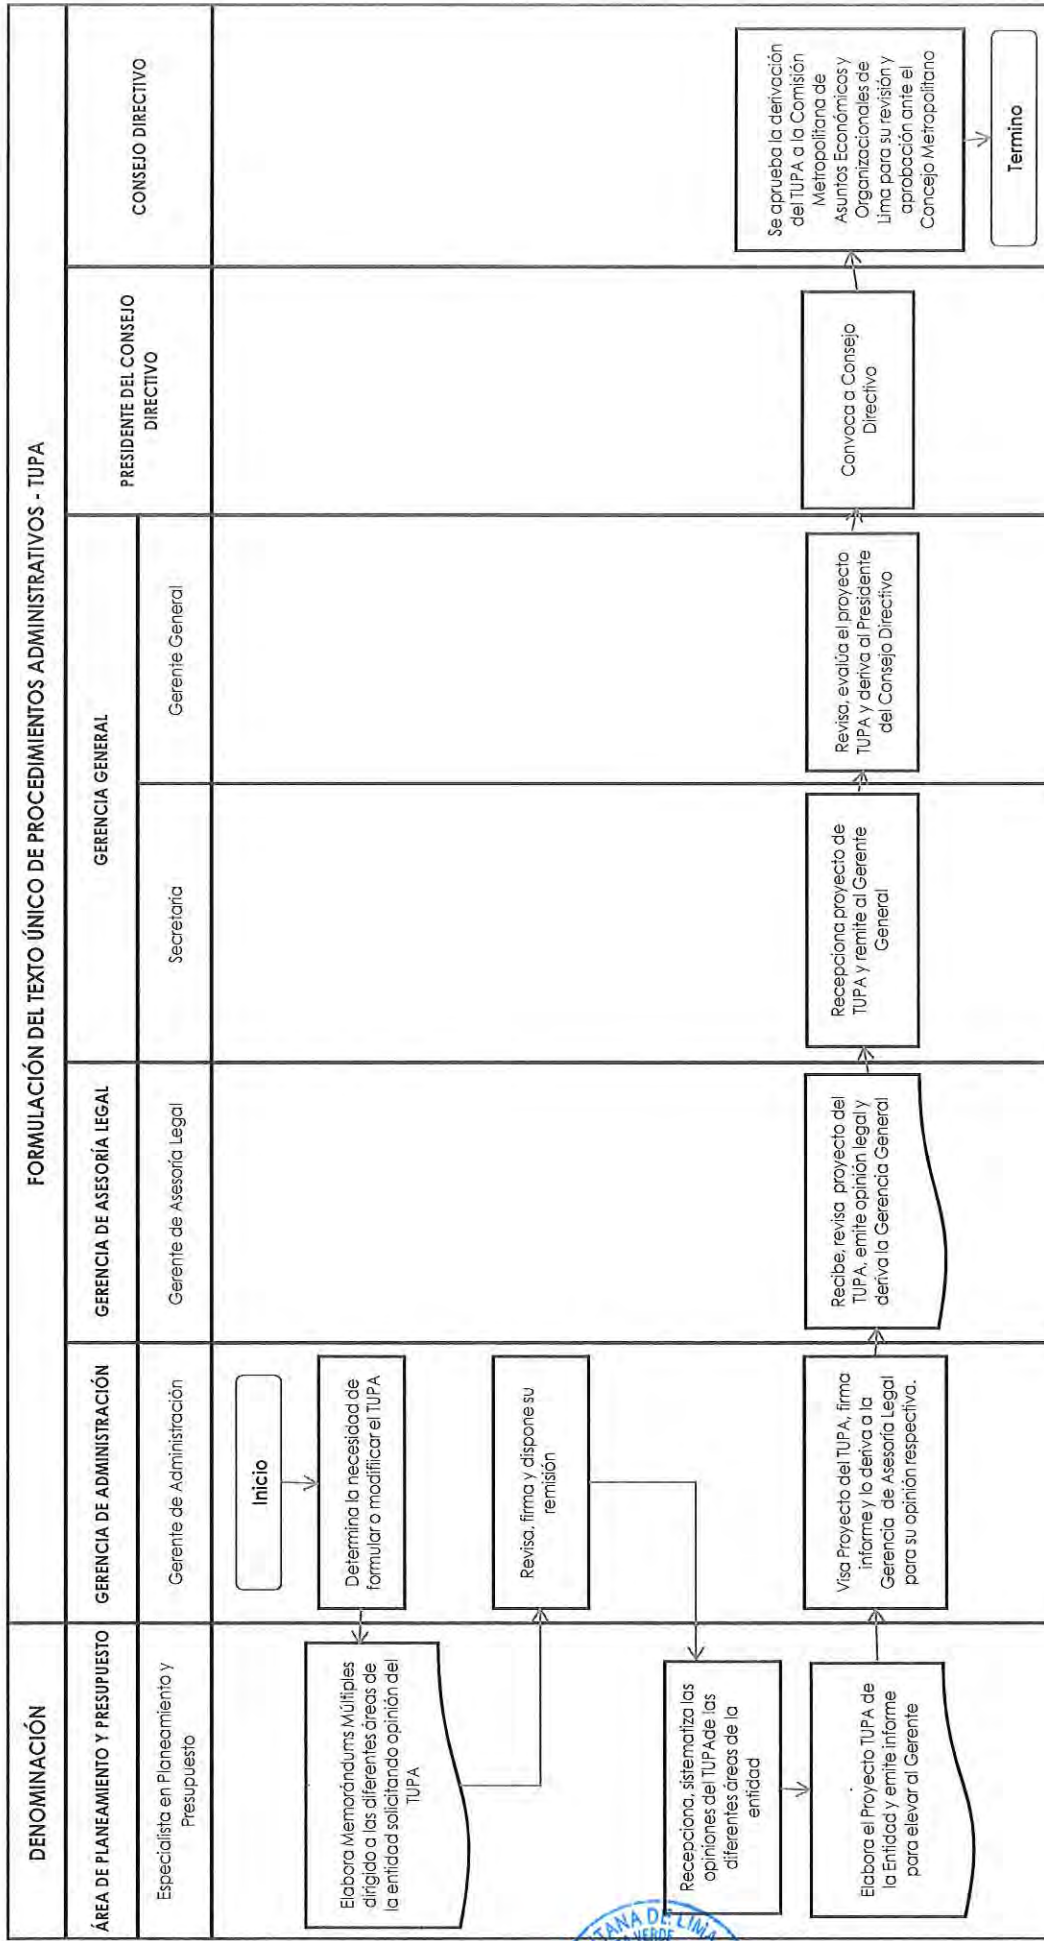 DENOMINACIÓN
FORMULACIÓN DEL TEXTO ÚNICO DE PROCEDIMIENTOS ADMINISTRATIVOS - TUPA
ÁREA DE PLANEAMIENTO Y PRESUPUESTO
GERENCIA DE ADMINISTRACIÓN
GERENCIA DE ASESORÍA LEGAL
GERENCIA GENERAL
PRESIDENTE DEL CONSEJO
DIRECTIVO
CONSEJO DIRECTIVO
Especialista en Planeamiento y
Presupuesto
Gerente de Administración
Gerente de Asesoría Legal
Secretaria
Gerente General
Inicio
Determina la necesidad de
formular o modifiicar el TUPA
Elabora Memorándums Múltiples
dirigido a las diferentes áreas de
la entidad solicitando opinión del
TUPA
Revisa, firma y dispone su
remisión
Recepciona, sistematiza las
opiniones del TUPAde las
diferentes áreas de la
entidad
Elabora el Proyecto TUPA de
la Entidad y emite informe
para elevar al Gerente
Visa Proyecto del TUPA, firma
informe y lo deriva a la
Gerencia de Asesoría Legal
para su opinión respectiva.
Recibe, revisa proyecto del
TUPA, emite opinión legal y
deriva la Gerencia General
Recepciona proyecto de
TUPA y remite al Gerente
General
Revisa, evalúa el proyecto
TUPA y deriva al Presidente
del Consejo Directivo
Convoca a Consejo
Directivo
Se aprueba la derivación
del TUPA a la Comisión
Metropolitana de
Asuntos Económicos y
Organizacionales de
Lima para su revisión y
aprobación ante el
Concejo Metropolitano
Termino
TANA DE LIMA
VERDE